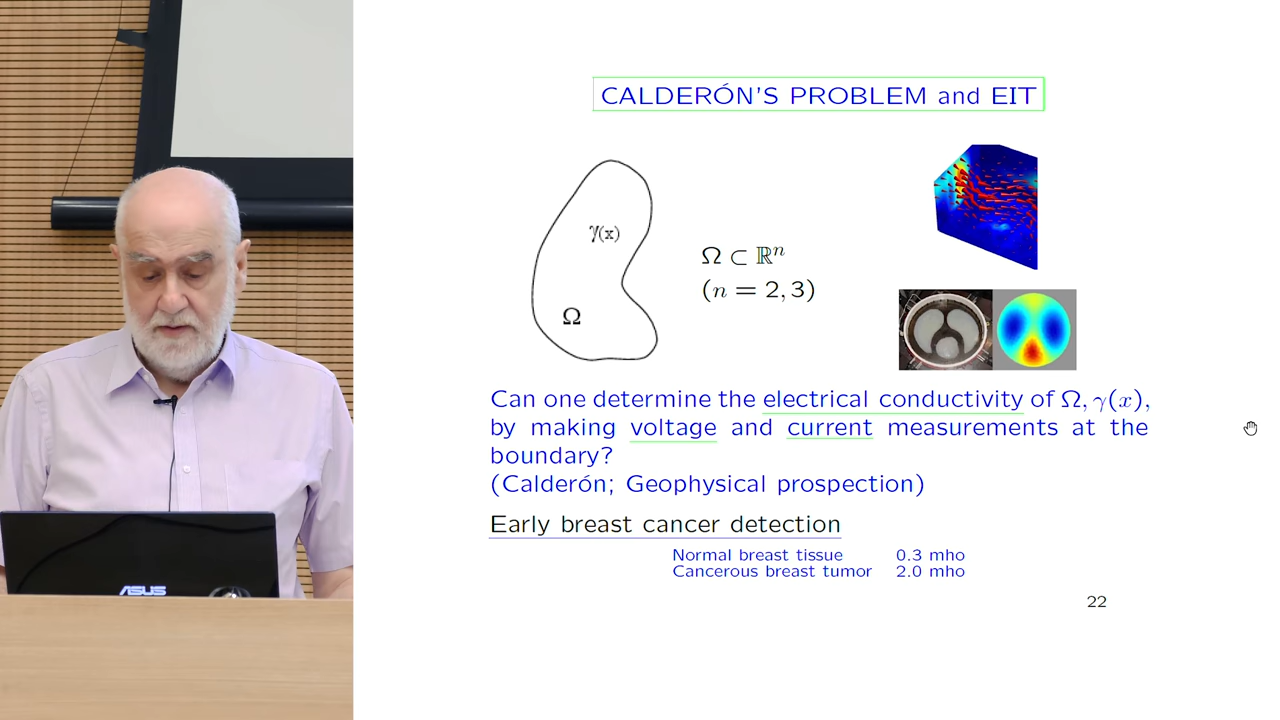 CALDERÓN'S PROBLEM and EIT
γ(x)
Ω
Ω ⊂ ℝⁿ
(n = 2, 3)
Can one determine the electrical conductivity of Ω, γ(x),
by making voltage and current measurements at the
boundary?
(Calderón; Geophysical prospection)
Early breast cancer detection
Normal breast tissue 0.3 mho
Cancerous breast tumor 2.0 mho
22
ASUS